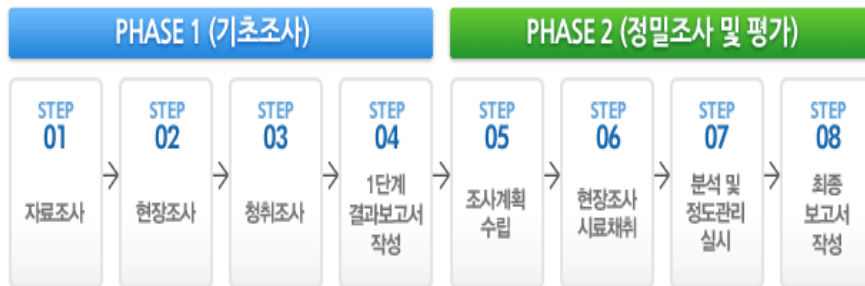 PHASE 1 (기초조사)
PHASE 2 (정밀조사 및 평가)
STEP
01
자료조사
STEP
02
현장조사
STEP
03
청취조사
STEP
04
1단계
결과보고서
작성
STEP
05
조사계획
수립
STEP
06
현장조사
시료채취
STEP
07
분석 및
정도관리
실시
STEP
08
최종
보고서
작성